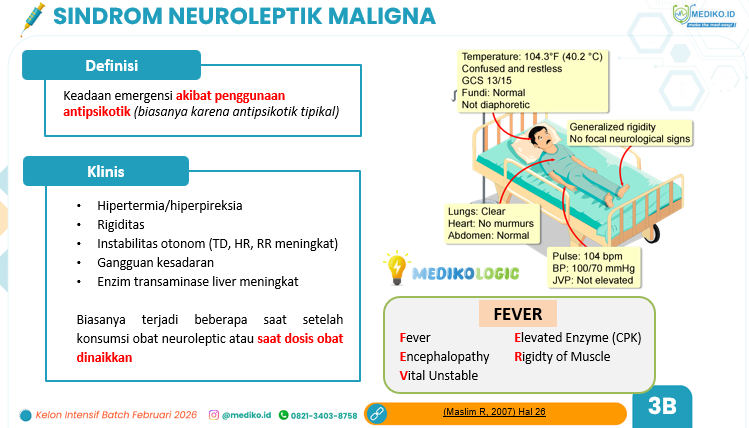 SINDROM NEUROLEPTIK MALIGNA
MEDIKO.ID
Definisi
Keadaan emergensi akibat penggunaan
antipsikotik (biasanya karena antipsikotik tipikal)
Klinis
• Hipertermia/hiperpireksia
• Rigiditas
• Instabilitas otonom (TD, HR, RR meningkat)
• Gangguan kesadaran
• Enzim transaminase liver meningkat
Biasanya terjadi beberapa saat setelah
konsumsi obat neuroleptic atau saat dosis obat
dinaikkan
Temperature: 104.3°F (40.2 °C)
Confused and restless
GCS 13/15
Fundi: Normal
Not diaphoretic
Generalized rigidity
No focal neurological signs
Lungs: Clear
Heart: No murmurs
Abdomen: Normal
Pulse: 104 bpm
BP: 100/70 mmHg
JVP: Not elevated
MEDIKOLOGIC
FEVER
Fever
Encephalopathy
Vital Unstable
Elevated Enzyme (CPK)
Rigidty of Muscle
Kelon Intensif Batch Februari 2026
@mediko.id
0821-3403-8758
(Maslim R, 2007) Hal 26
3B